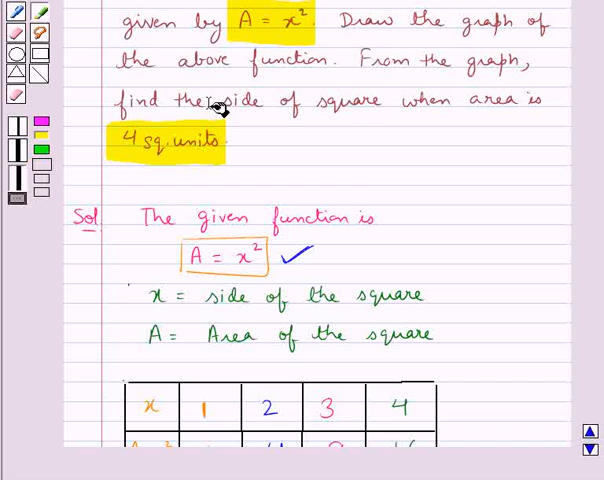 given by A = x²  Draw the graph of
the above function. From the graph,
find the side of square when area is
4 sq. units.
Sol The given function is
A = x²
x = side of the square
A = Area of the square
x 1 2 3 4